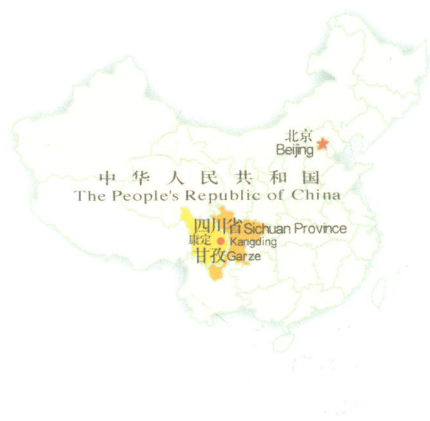 北京
Beijing
中华人民共和国
The People's Republic of China
四川省 Sichuan Province
康定 Kangding
甘孜 Garze